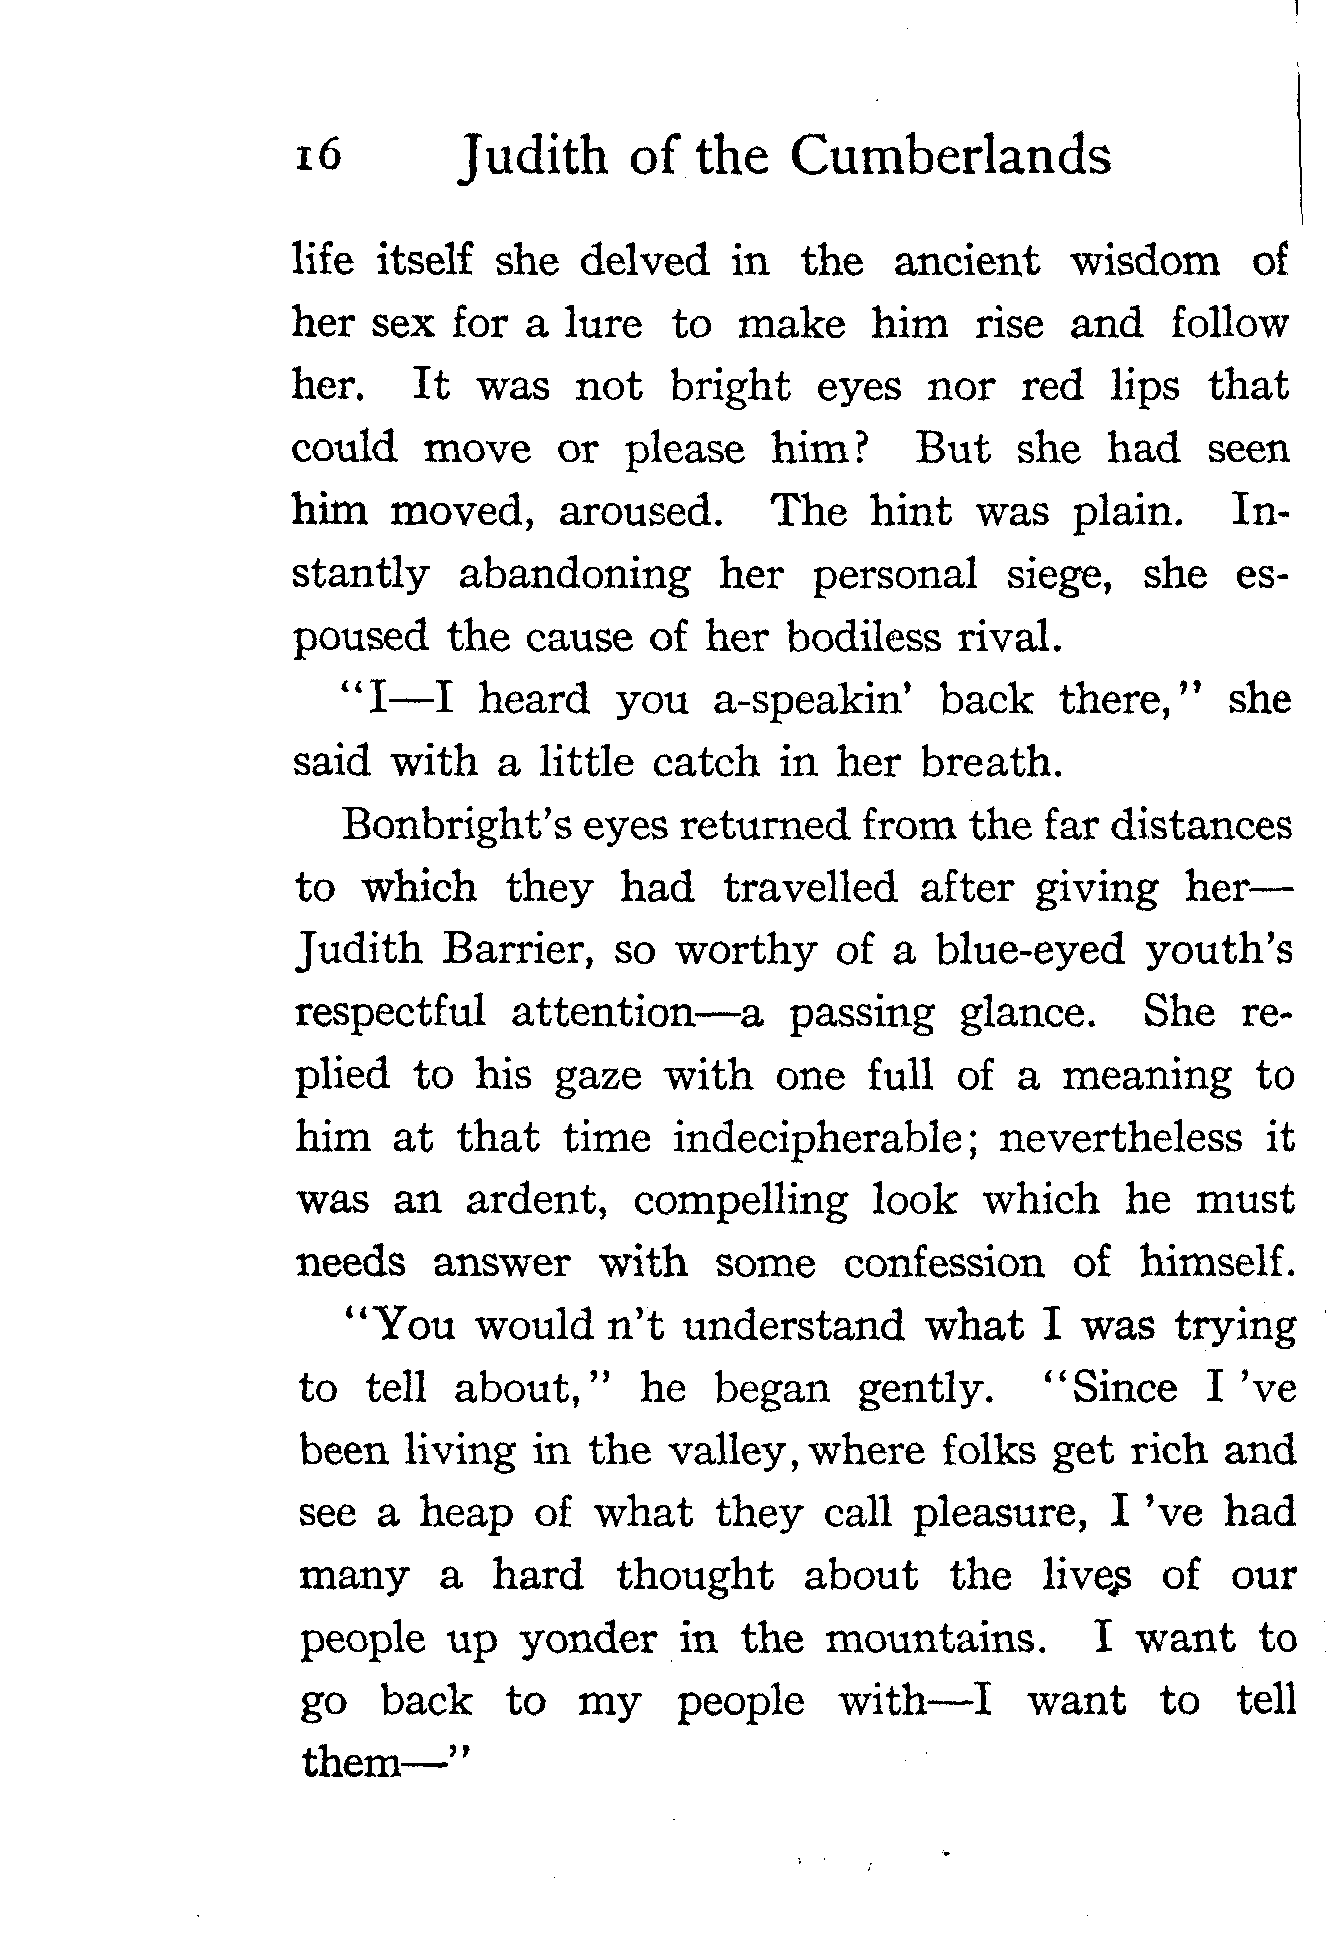 16 Judith of the Cumberlands
life itself she delved in the ancient wisdom of
her sex for a lure to make him rise and follow
her. It was not bright eyes nor red lips that
could move or please him? But she had seen
him moved, aroused. The hint was plain. In-
stantly abandoning her personal siege, she es-
poused the cause of her bodiless rival.
“I—I heard you a-speakin’ back there,” she
said with a little catch in her breath.
Bonbright’s eyes returned from the far distances
to which they had travelled after giving her—
Judith Barrier, so worthy of a blue-eyed youth’s
respectful attention—a passing glance. She re-
plied to his gaze with one full of a meaning to
him at that time indecipherable; nevertheless it
was an ardent, compelling look which he must
needs answer with some confession of himself.
“You would n’t understand what I was trying
to tell about,” he began gently. “Since I ’ve
been living in the valley, where folks get rich and
see a heap of what they call pleasure, I ’ve had
many a hard thought about the lives of our
people up yonder in the mountains. I want to
go back to my people with—I want to tell
them—”